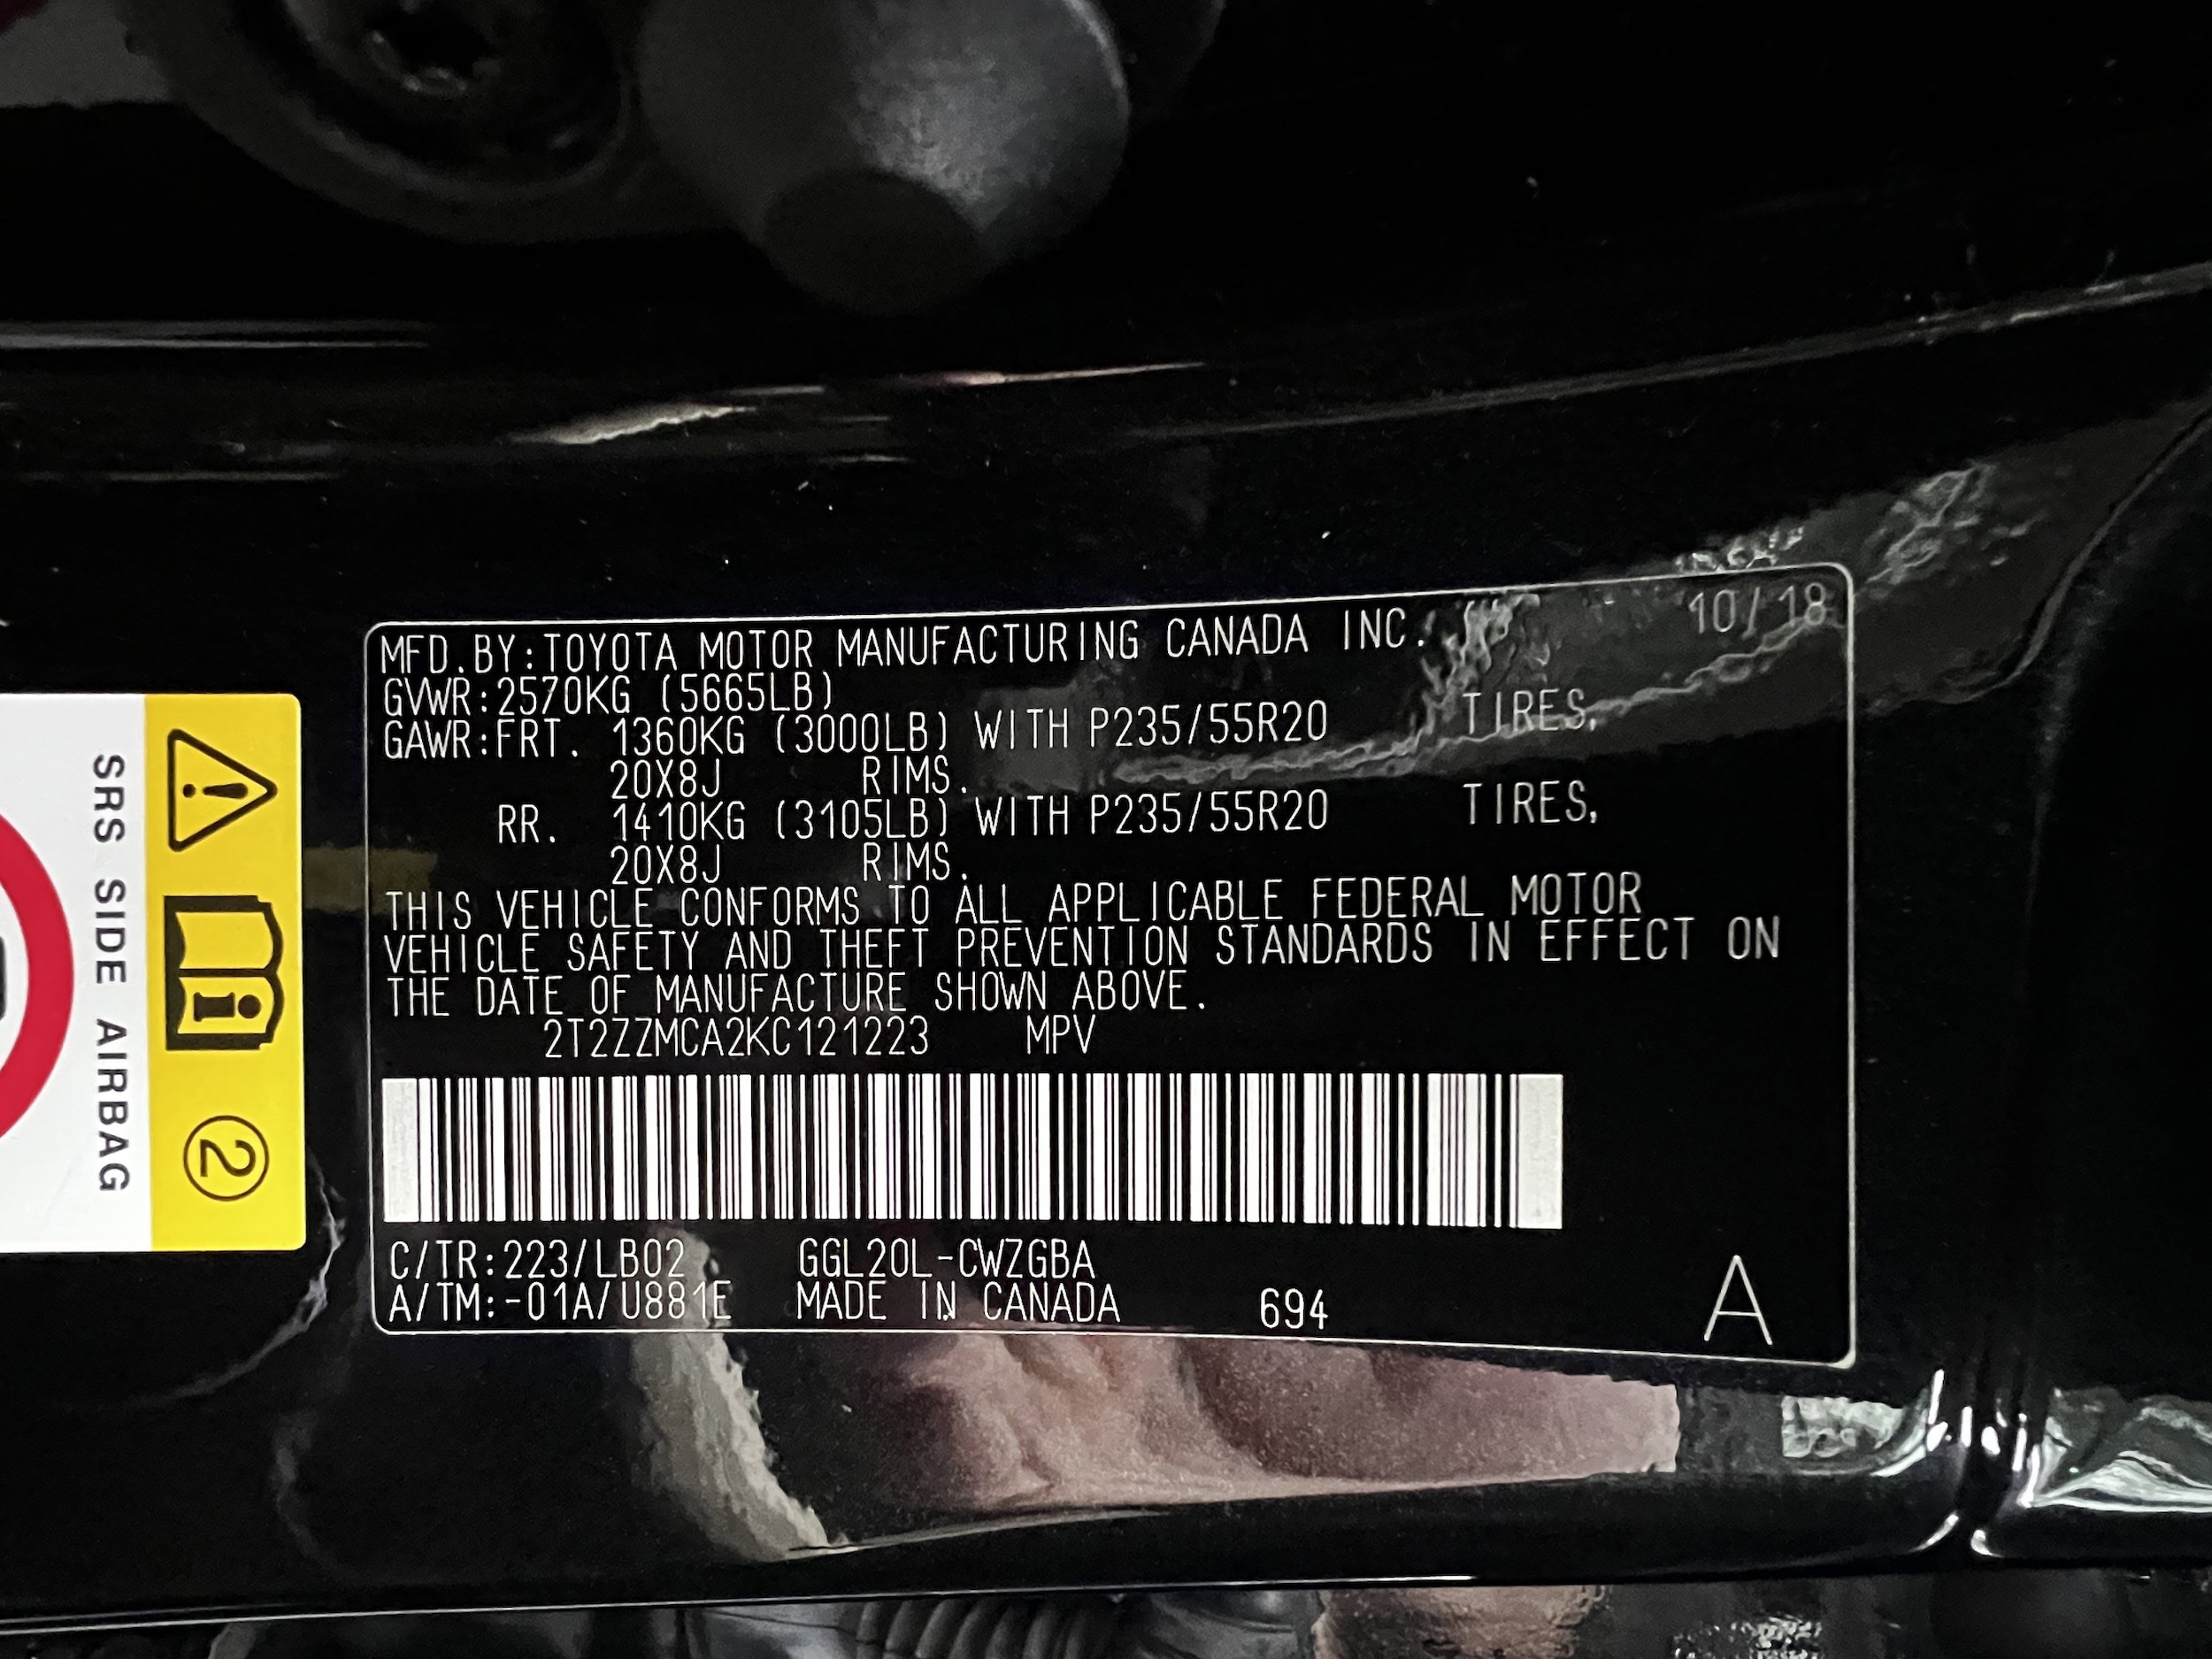 MFD.BY:TOYOTA MOTOR MANUFACTURING CANADA INC. 10/18
GVWR:2570KG (5665LB)
GAWR:FRT. 1360KG (3000LB) WITH P235/55R20 TIRES,
20X8J RIMS.
RR. 1410KG (3105LB) WITH P235/55R20 TIRES,
20X8J RIMS.
THIS VEHICLE CONFORMS TO ALL APPLICABLE FEDERAL MOTOR
VEHICLE SAFETY AND THEFT PREVENTION STANDARDS IN EFFECT ON
THE DATE OF MANUFACTURE SHOWN ABOVE.
2T2ZZMCA2KC121223 MPV
C/TR:223/LB02 GGL20L-CWZGBA
A/TM:-01A/U881E MADE IN CANADA 694 A
SRS SIDE AIRBAG
2